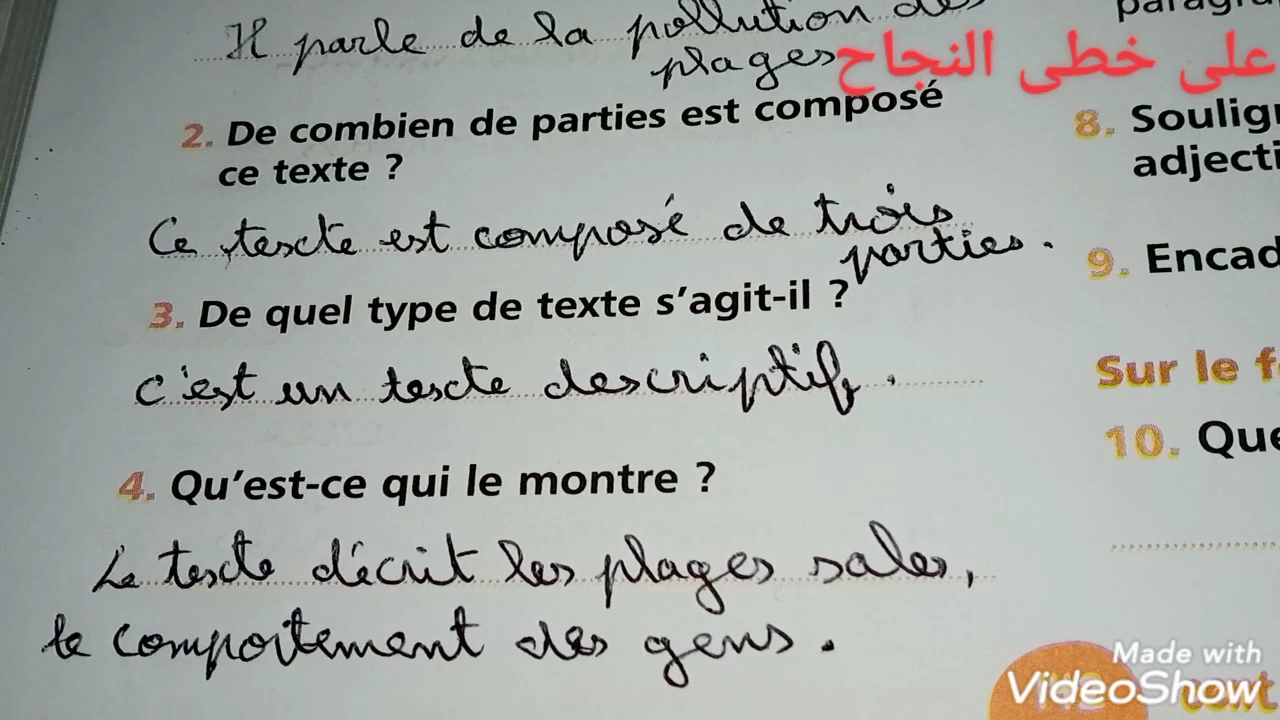 Il parle de la pollution des
plages
على خطى النجاح
2. De combien de parties est composé
ce texte ?
Ce texte est composé de trois
parties.
3. De quel type de texte s'agit-il ?
c'est un texte descriptif.
4. Qu'est-ce qui le montre ?
Le texte décrit les plages sales,
le comportement des gens.
paragra
8. Soulign
adjecti
9. Encad
Sur le f
10. Que
cont
Made with
VideoShow